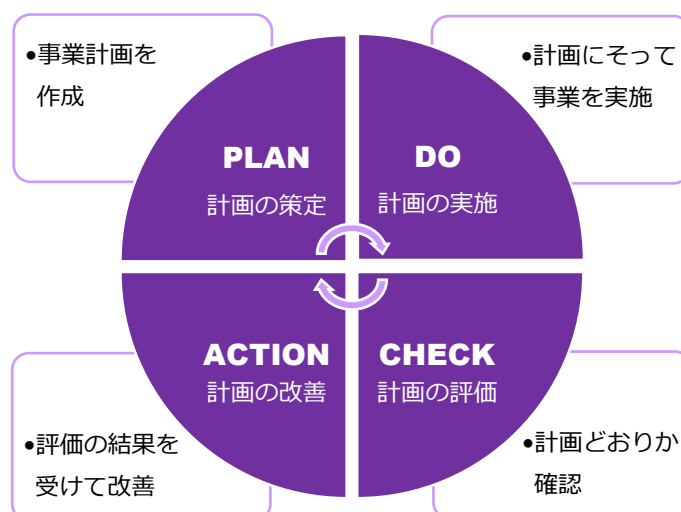 •事業計画を
作成
•計画にそって
事業を実施
PLAN
計画の策定
DO
計画の実施
ACTION
計画の改善
CHECK
計画の評価
•評価の結果を
受けて改善
•計画どおりか
確認